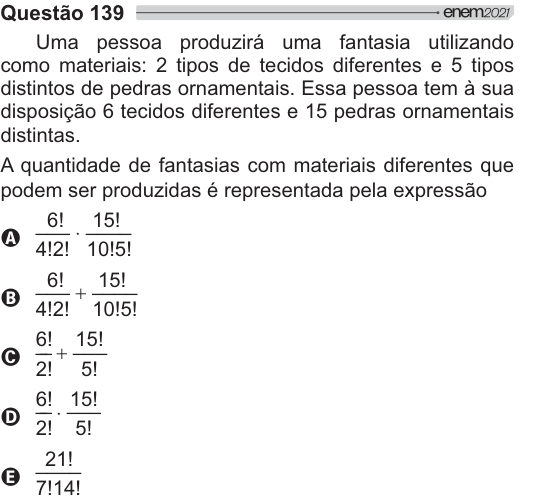 Questão 139 enem2021
Uma pessoa produzirá uma fantasia utilizando
como materiais: 2 tipos de tecidos diferentes e 5 tipos
distintos de pedras ornamentais. Essa pessoa tem à sua
disposição 6 tecidos diferentes e 15 pedras ornamentais
distintas.
A quantidade de fantasias com materiais diferentes que
podem ser produzidas é representada pela expressão
A 6!/4!2! · 15!/10!5!
B 6!/4!2! + 15!/10!5!
C 6!/2! + 15!/5!
D 6!/2! · 15!/5!
E 21!/7!14!